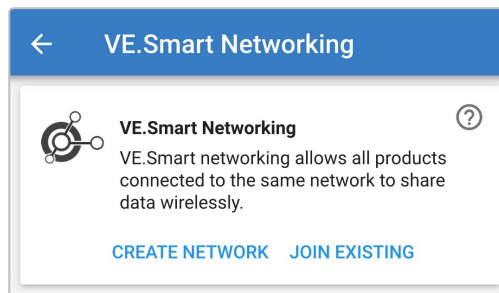 VE.Smart Networking
VE.Smart Networking
VE.Smart networking allows all products
connected to the same network to share
data wirelessly.
CREATE NETWORK JOIN EXISTING